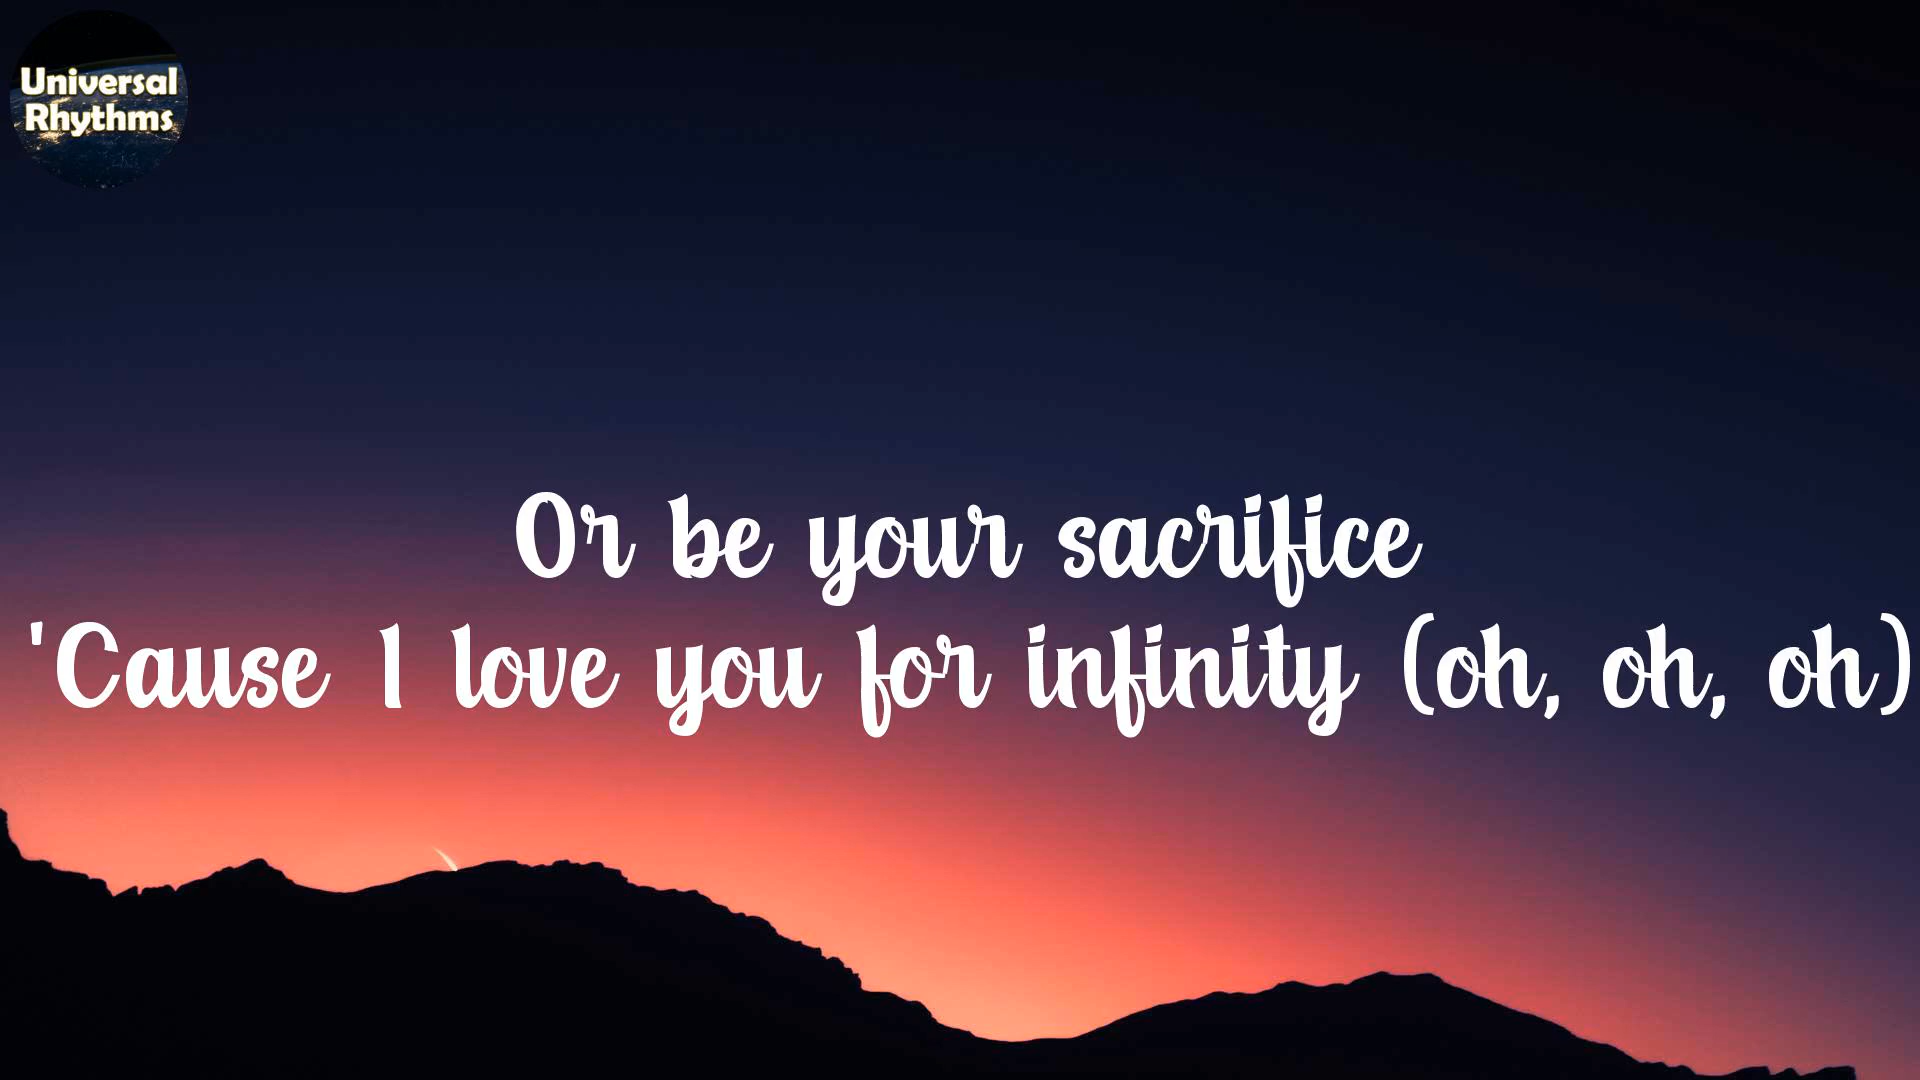 Universal
Rhythms
Or be your sacrifice
'Cause I love you for infinity (oh, oh, oh)